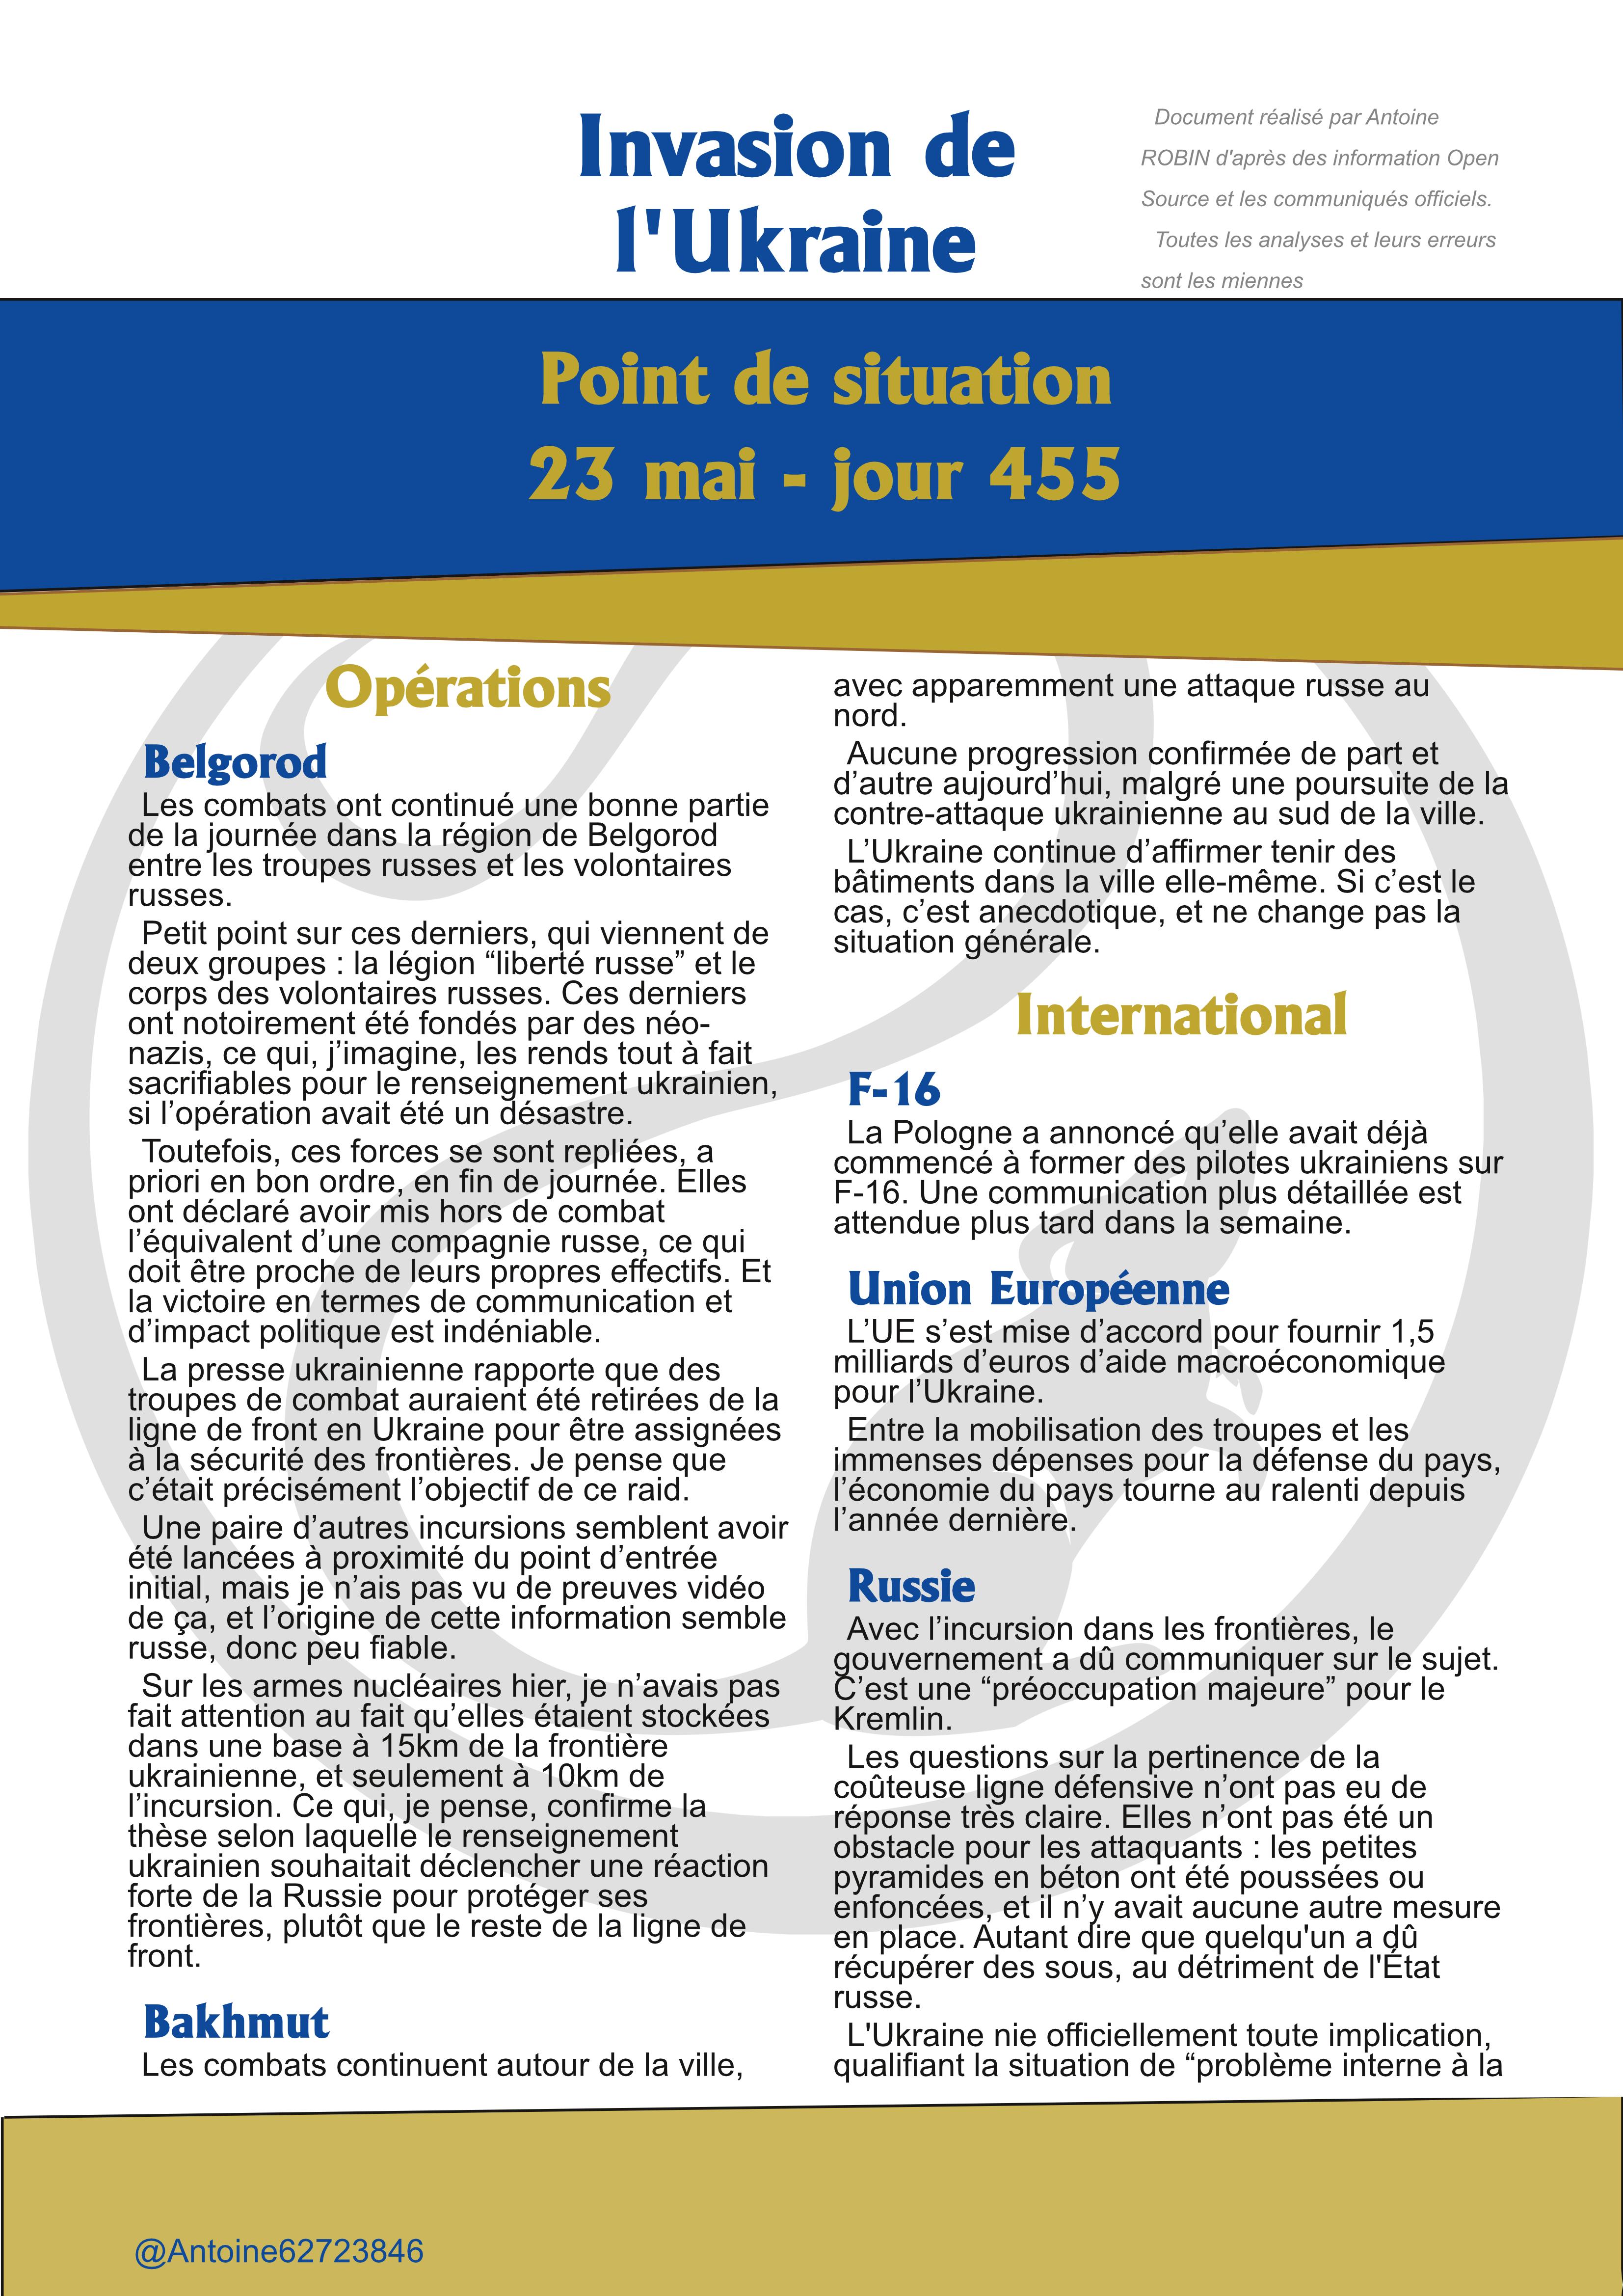 Invasion de
l'Ukraine
Document réalisé par Antoine
ROBIN d'après des information Open
Source et les communiqués officiels.
Toutes les analyses et leurs erreurs
sont les miennes
Point de situation
23 mai - jour 455
Opérations
Belgorod
Les combats ont continué une bonne partie
de la journée dans la région de Belgorod
entre les troupes russes et les volontaires
russes.
Petit point sur ces derniers, qui viennent de
deux groupes : la légion “liberté russe” et le
corps des volontaires russes. Ces derniers
ont notoirement été fondés par des néo-
nazis, ce qui, j’imagine, les rends tout à fait
sacrifiables pour le renseignement ukrainien,
si l’opération avait été un désastre.
Toutefois, ces forces se sont repliées, a
priori en bon ordre, en fin de journée. Elles
ont déclaré avoir mis hors de combat
l’équivalent d’une compagnie russe, ce qui
doit être proche de leurs propres effectifs. Et
la victoire en termes de communication et
d’impact politique est indéniable.
La presse ukrainienne rapporte que des
troupes de combat auraient été retirées de la
ligne de front en Ukraine pour être assignées
à la sécurité des frontières. Je pense que
c’était précisément l’objectif de ce raid.
Une paire d’autres incursions semblent avoir
été lancées à proximité du point d’entrée
initial, mais je n’ais pas vu de preuves vidéo
de ça, et l’origine de cette information semble
russe, donc peu fiable.
Sur les armes nucléaires hier, je n’avais pas
fait attention au fait qu’elles étaient stockées
dans une base à 15km de la frontière
ukrainienne, et seulement à 10km de
l’incursion. Ce qui, je pense, confirme la
thèse selon laquelle le renseignement
ukrainien souhaitait déclencher une réaction
forte de la Russie pour protéger ses
frontières, plutôt que le reste de la ligne de
front.
Bakhmut
Les combats continuent autour de la ville,
avec apparemment une attaque russe au
nord.
Aucune progression confirmée de part et
d’autre aujourd’hui, malgré une poursuite de la
contre-attaque ukrainienne au sud de la ville.
L’Ukraine continue d’affirmer tenir des
bâtiments dans la ville elle-même. Si c’est le
cas, c’est anecdotique, et ne change pas la
situation générale.
International
F-16
La Pologne a annoncé qu’elle avait déjà
commencé à former des pilotes ukrainiens sur
F-16. Une communication plus détaillée est
attendue plus tard dans la semaine.
Union Européenne
L’UE s’est mise d’accord pour fournir 1,5
milliards d’euros d’aide macroéconomique
pour l’Ukraine.
Entre la mobilisation des troupes et les
immenses dépenses pour la défense du pays,
l’économie du pays tourne au ralenti depuis
l’ànnée dernière.
Russie
Avec l’incursion dans les frontières, le
gouvernement a dû communiquer sur le sujet.
C’est une “préoccupation majeure” pour le
Kremlin.
Les questions sur la pertinence de la
coûteuse ligne défensive n’ont pas eu de
réponse très claire. Elles n’ont pas été un
obstacle pour les attaquants : les petites
pyramides en béton ont été poussées ou
enfoncées, et il n’y avait aucune autre mesure
en place. Autant dire que quelqu'un a dû
récupérer des sous, au détriment de l'État
russe.
L'Ukraine nie officiellement toute implication,
qualifiant la situation de “problème interne à la
@Antoine62723846